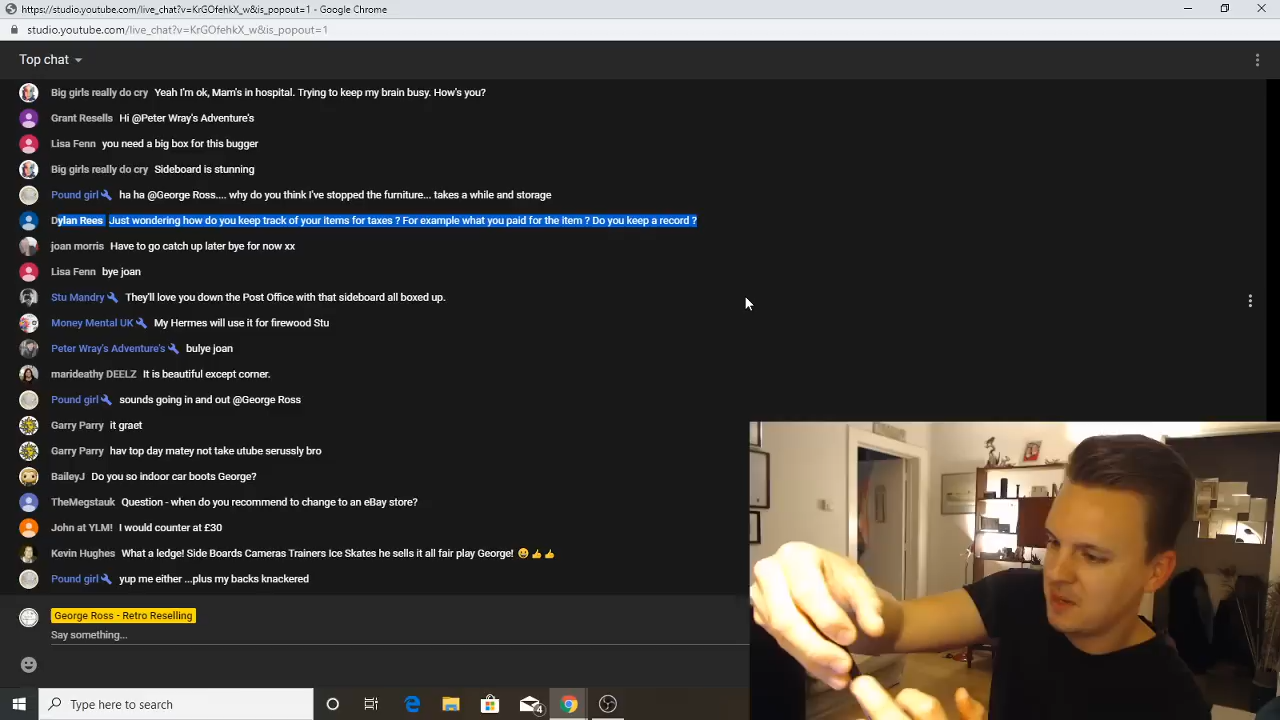 https://studio.youtube.com/live_chat?v=KrGOfehkX_w&is_popout=1 - Google Chrome
studio.youtube.com/live_chat?v=KrGOfehkX_w&is_popout=1
Top chat
Big girls really do cry Yeah I'm ok, Mam's in hospital. Trying to keep my brain busy. How's you?
Grant Resells Hi @Peter Wray's Adventure's
Lisa Fenn you need a big box for this bugger
Big girls really do cry Sideboard is stunning
Pound girl ha ha @George Ross.... why do you think I've stopped the furniture... takes a while and storage
Dylan Rees Just wondering how do you keep track of your items for taxes ? For example what you paid for the item ? Do you keep a record ?
joan morris Have to go catch up later bye for now xx
Lisa Fenn bye joan
Stu Mandry They'll love you down the Post Office with that sideboard all boxed up.
Money Mental UK My Hermes will use it for firewood Stu
Peter Wray's Adventure's bulye joan
marideathy DEELZ It is beautiful except corner.
Pound girl sounds going in and out @George Ross
Garry Parry it graet
Garry Parry hav top day matey not take utube serussly bro
BaileyJ Do you so indoor car boots George?
TheMegstauk Question - when do you recommend to change to an eBay store?
John at YLM! I would counter at £30
Kevin Hughes What a ledge! Side Boards Cameras Trainers Ice Skates he sells it all fair play George! 😀👍👍
Pound girl yup me either ...plus my backs knackered
George Ross - Retro Reselling
Say something...
Type here to search
4